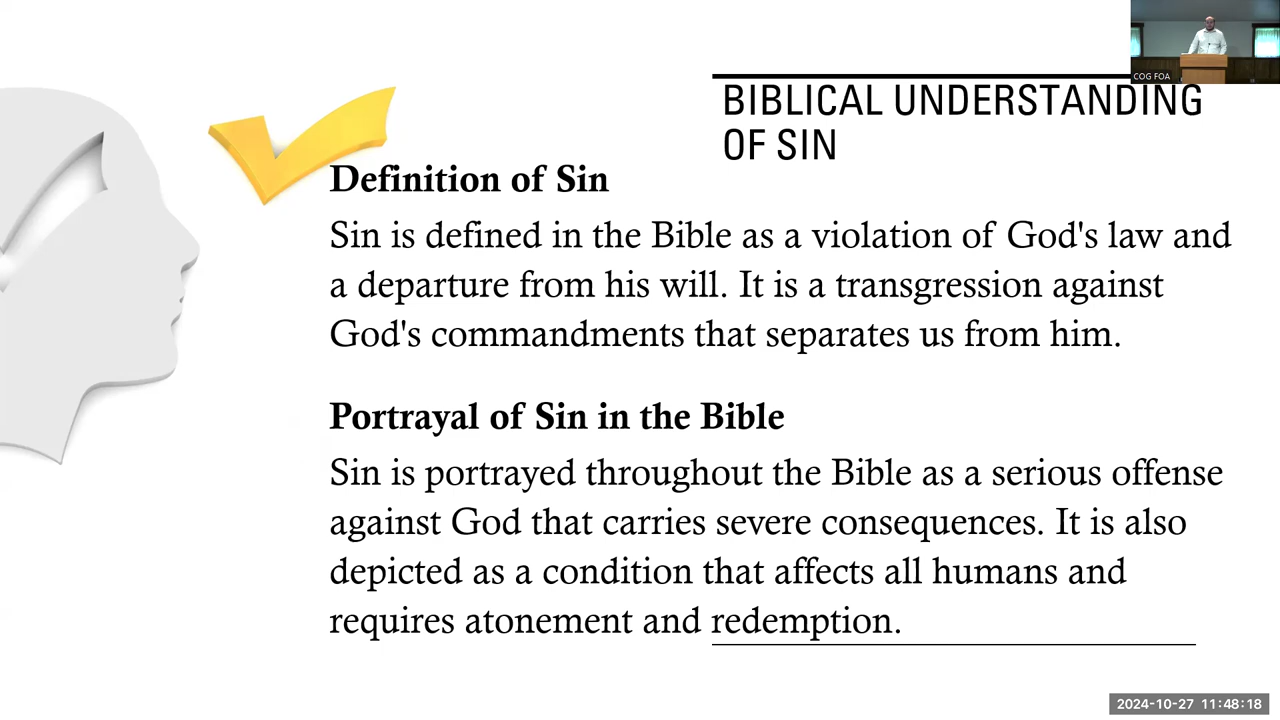 COG FOA
BIBLICAL UNDERSTANDING
OF SIN
Definition of Sin
Sin is defined in the Bible as a violation of God's law and
a departure from his will. It is a transgression against
God's commandments that separates us from him.
Portrayal of Sin in the Bible
Sin is portrayed throughout the Bible as a serious offense
against God that carries severe consequences. It is also
depicted as a condition that affects all humans and
requires atonement and redemption.
2024-10-27 11:48:18